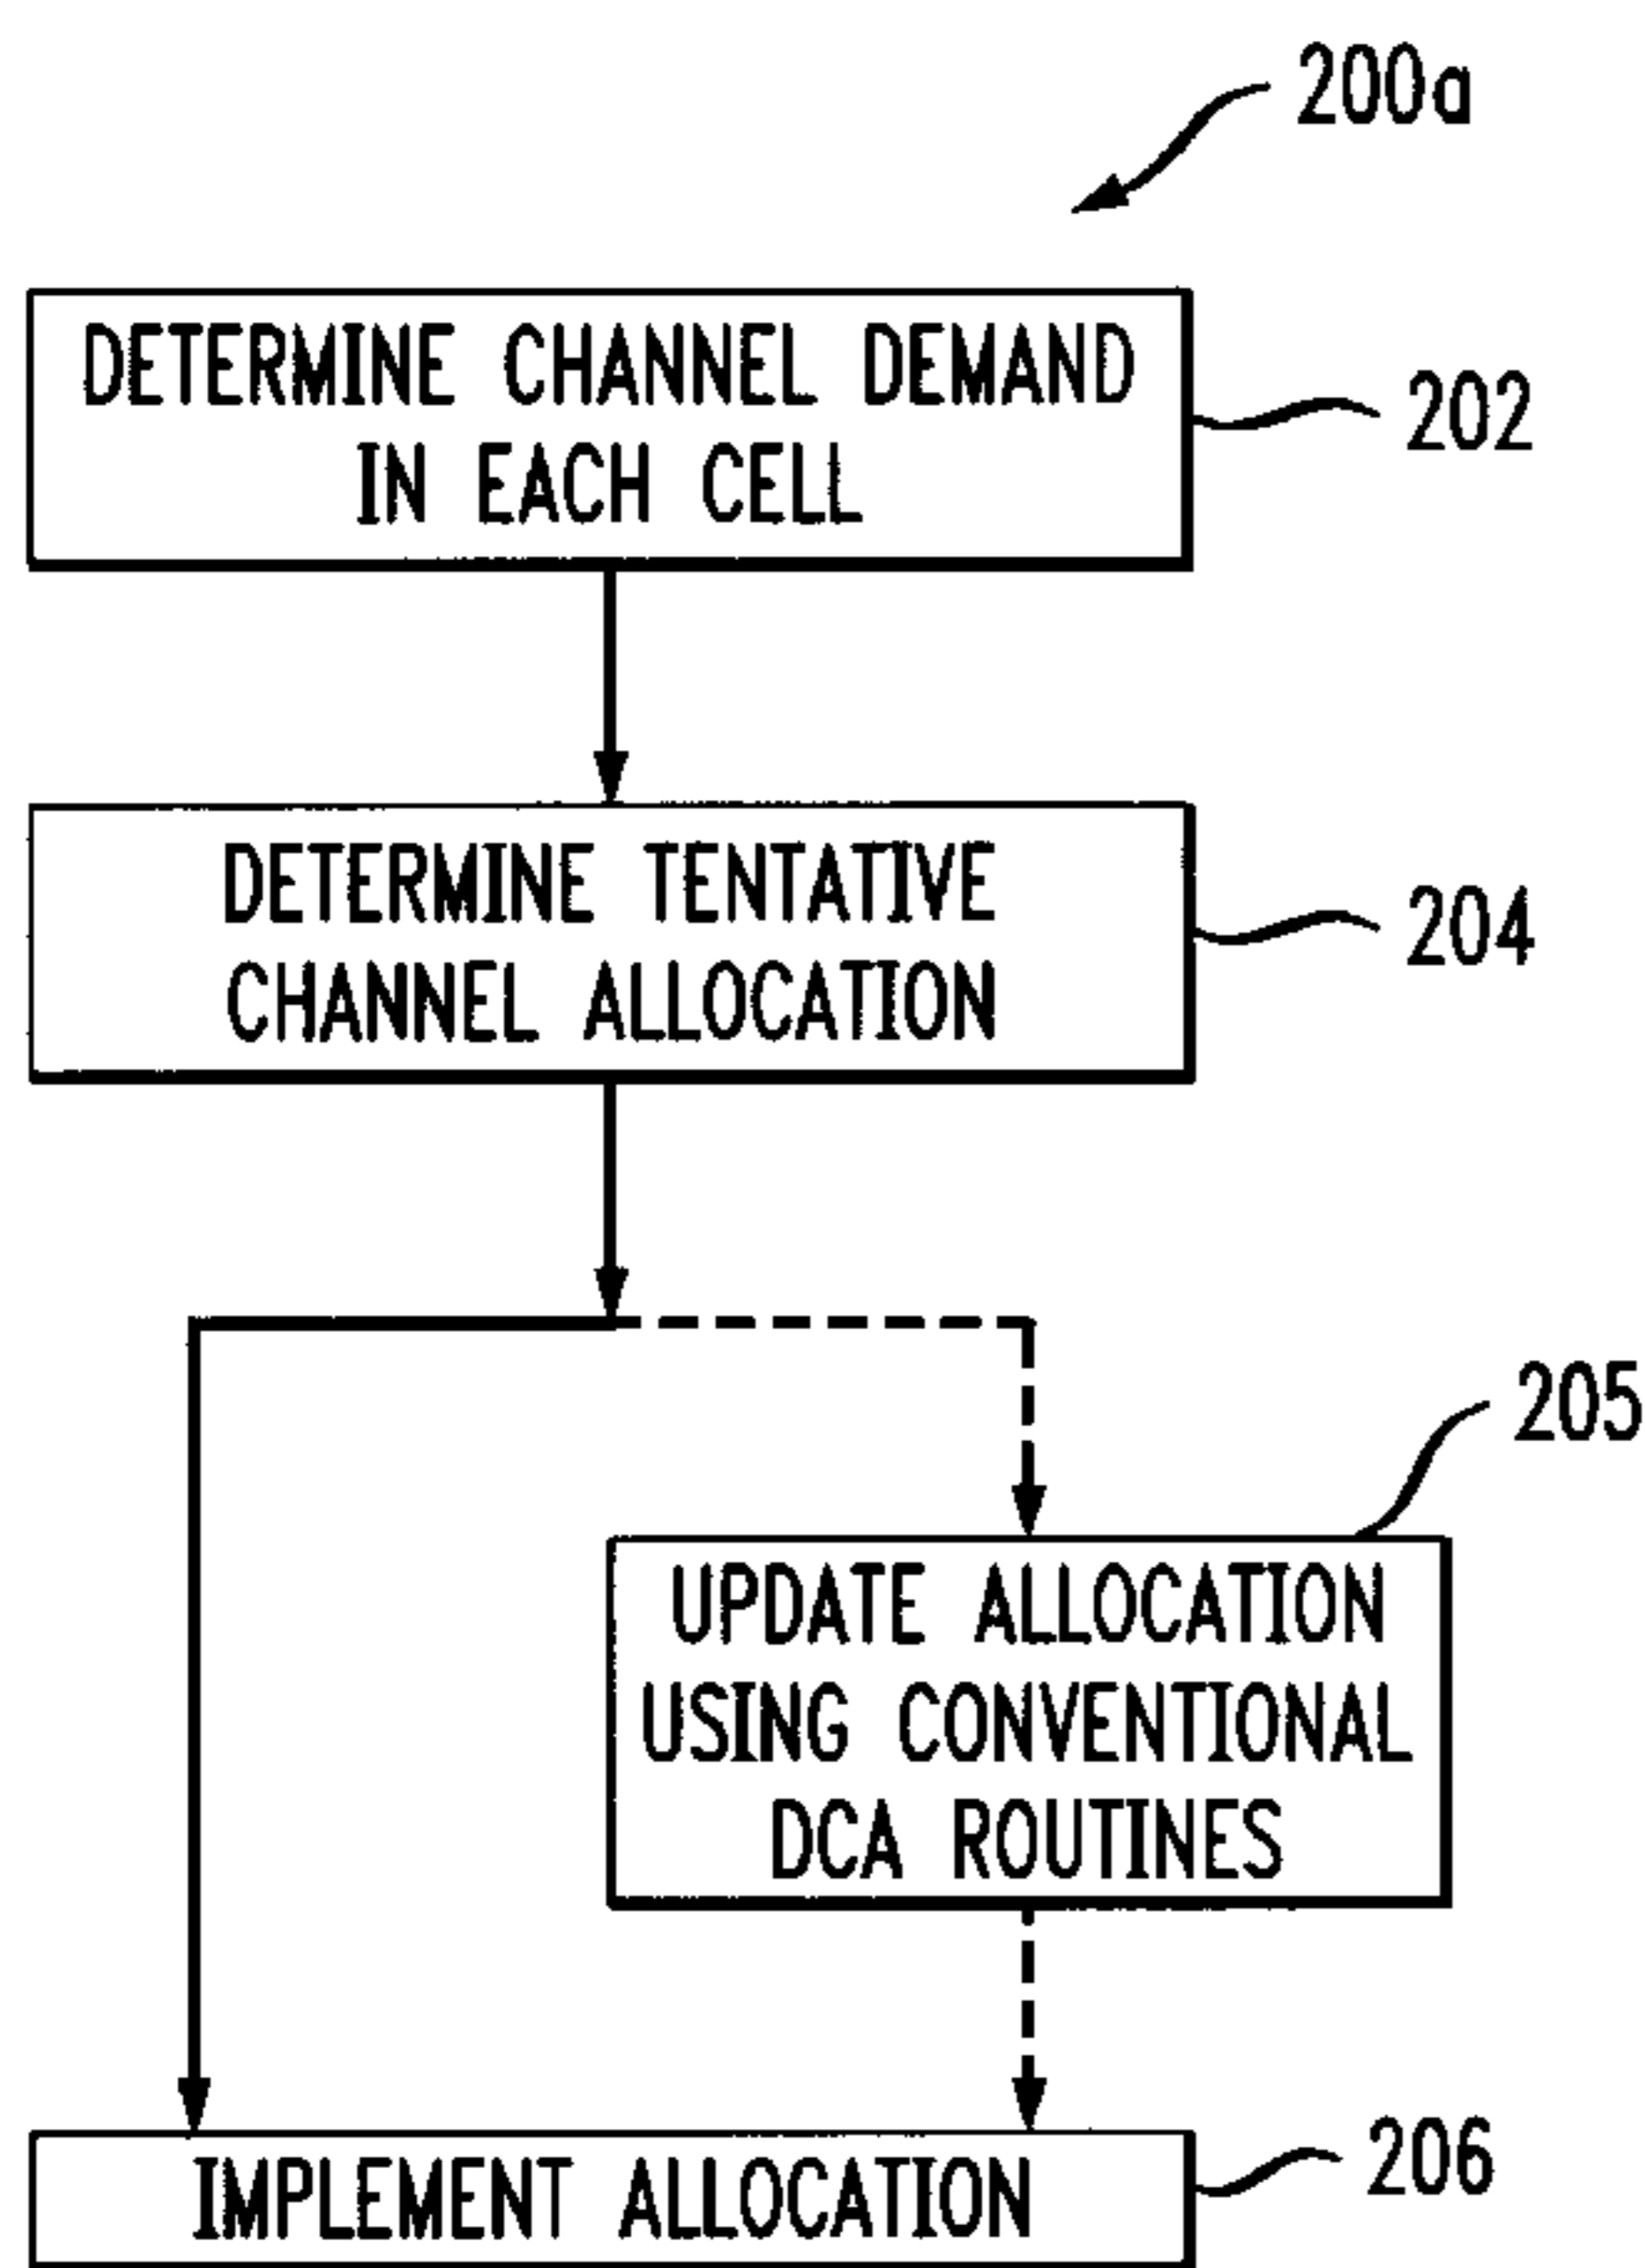 200a
DETERMINE CHANNEL DEMAND
IN EACH CELL
202
DETERMINE TENTATIVE
CHANNEL ALLOCATION
204
205
UPDATE ALLOCATION
USING CONVENTIONAL
DCA ROUTINES
IMPLEMENT ALLOCATION
206